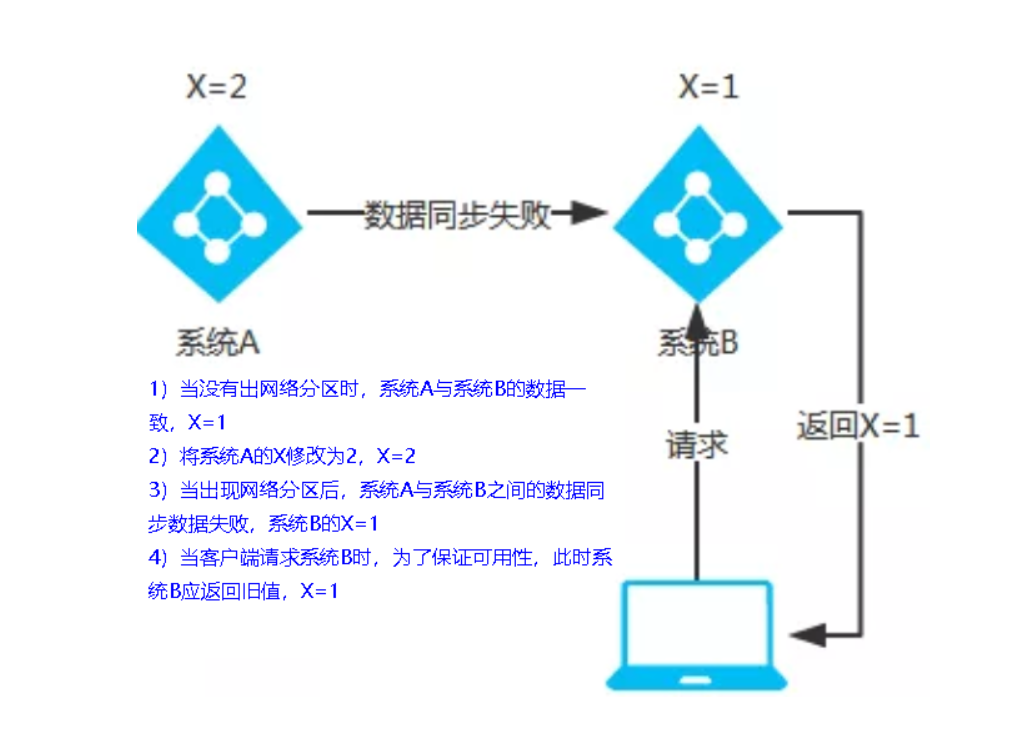 X=2
X=1
数据同步失败
系统A
系统B
1）当没有出网络分区时，系统A与系统B的数据一
致，X=1
2）将系统A的X修改为2，X=2
3）当出现网络分区后，系统A与系统B之间的数据同
步数据失败，系统B的X=1
4）当客户端请求系统B时，为了保证可用性，此时系
统B应返回旧值，X=1
请求
返回X=1